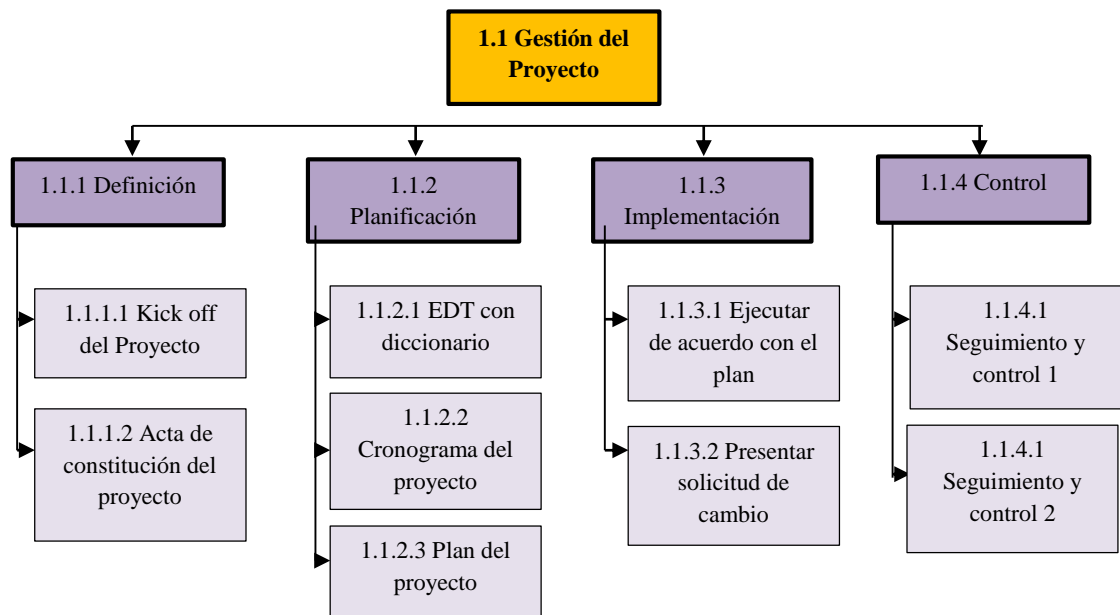 1.1 Gestión del
Proyecto
1.1.1 Definición
1.1.2
Planificación
1.1.3
Implementación
1.1.4 Control
1.1.1.1 Kick off
del Proyecto
1.1.2.1 EDT con
diccionario
1.1.3.1 Ejecutar
de acuerdo con el
plan
1.1.4.1
Seguimiento y
control 1
1.1.1.2 Acta de
constitución del
proyecto
1.1.2.2
Cronograma del
proyecto
1.1.3.2 Presentar
solicitud de
cambio
1.1.4.1
Seguimiento y
control 2
1.1.2.3 Plan del
proyecto